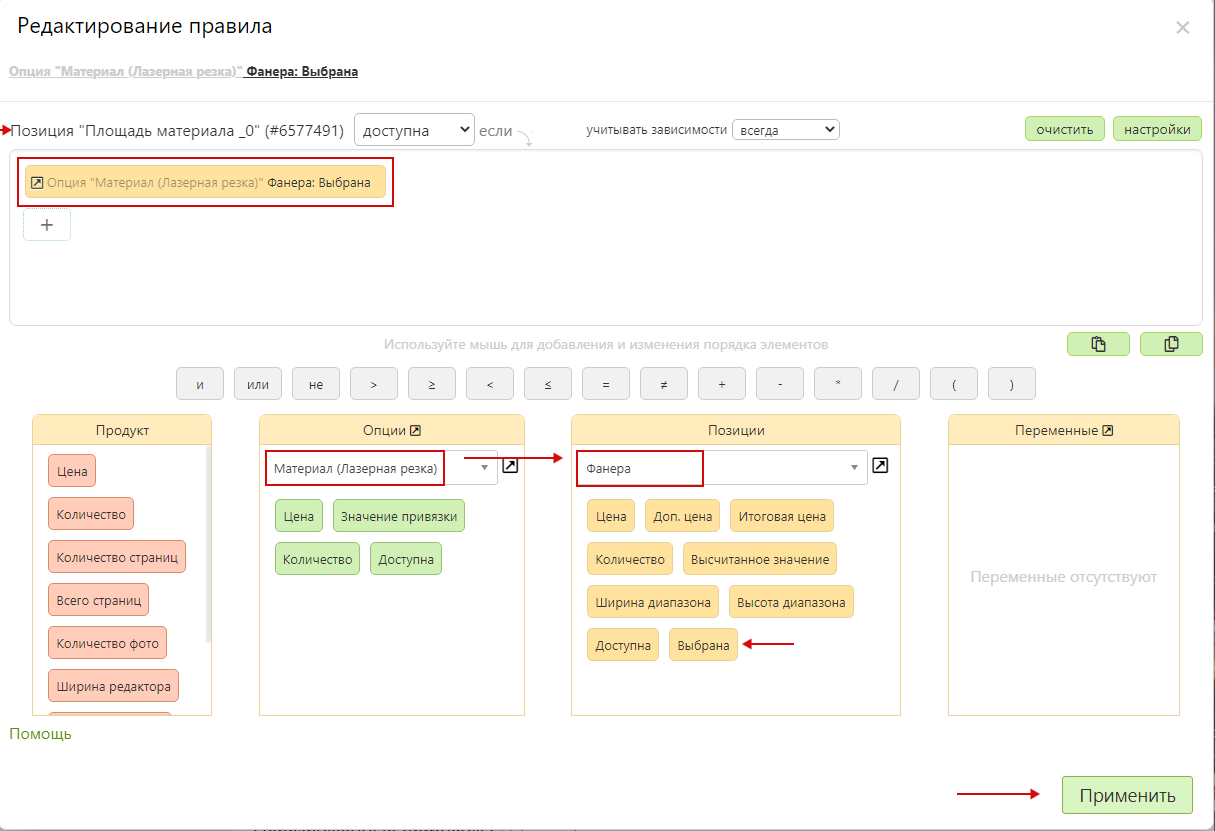 Редактирование правила
Опция "Материал (Лазерная резка)" Фанера: Выбрана
Позиция "Площадь материала _0" (#6577491) доступна если учитывать зависимости всегда очистить настройки
Опция "Материал (Лазерная резка)" Фанера: Выбрана
+
Используйте мышь для добавления и изменения порядка элементов
и или не > ≥ < ≤ = ≠ + - * / ( )
Продукт
Цена
Количество
Количество страниц
Всего страниц
Количество фото
Ширина редактора
Опции
Материал (Лазерная резка)
Цена Значение привязки
Количество Доступна
Позиции
Фанера
Цена Доп. цена Итоговая цена
Количество Высчитанное значение
Ширина диапазона Высота диапазона
Доступна Выбрана
Переменные
Переменные отсутствуют
Помощь
Применить